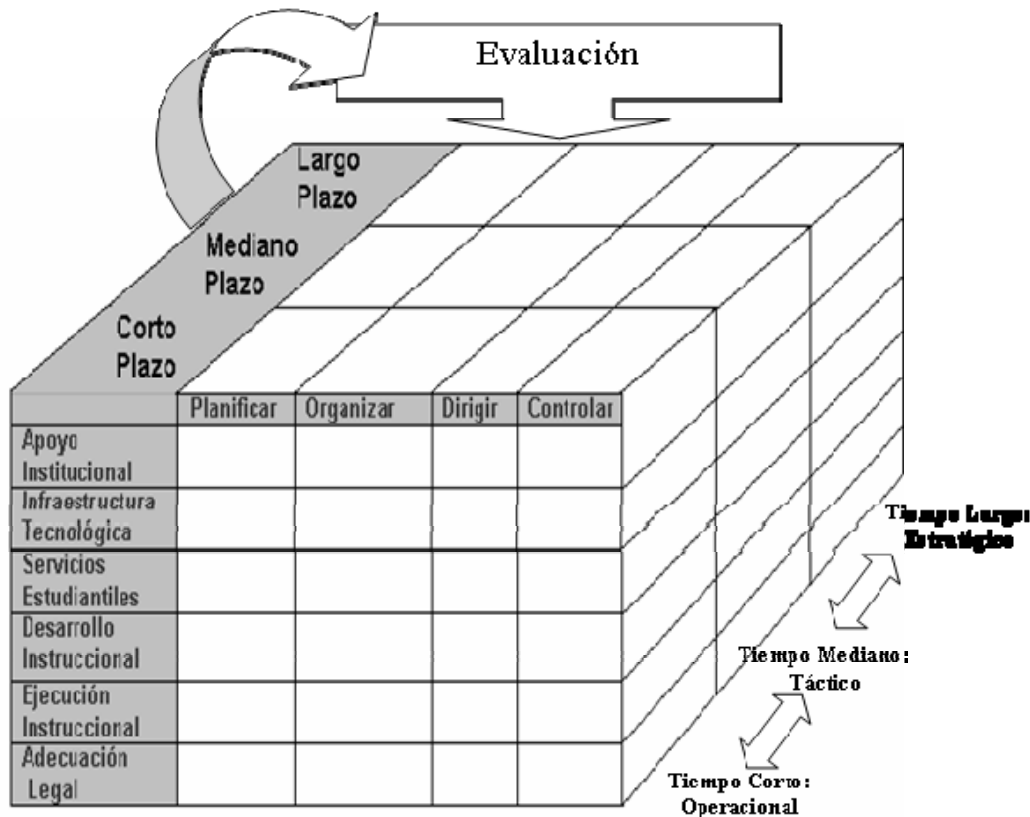 Evaluación
Largo
Plazo
Mediano
Plazo
Corto
Plazo
Planificar Organizar Dirigir Controlar
Apoyo
Institucional
Infraestructura
Tecnológica
Servicios
Estudiantiles
Desarrollo
Instruccional
Ejecución
Instruccional
Adecuación
Legal
Tiempo Largo:
Estratégico
Tiempo Mediano:
Táctico
Tiempo Corto:
Operacional